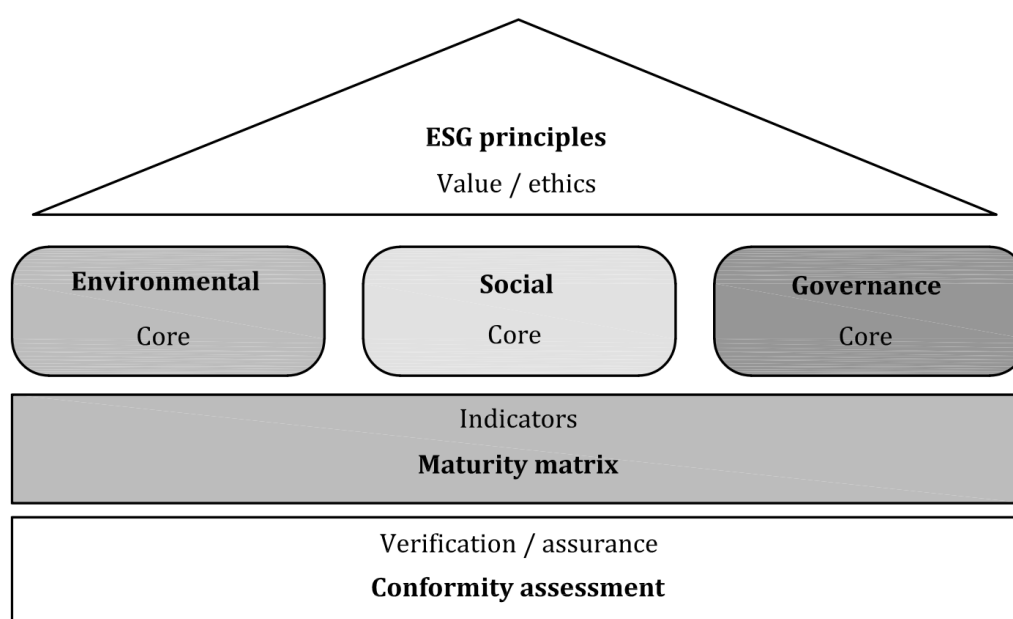 ESG principles
Value / ethics
Environmental
Core
Social
Core
Governance
Core
Indicators
Maturity matrix
Verification / assurance
Conformity assessment